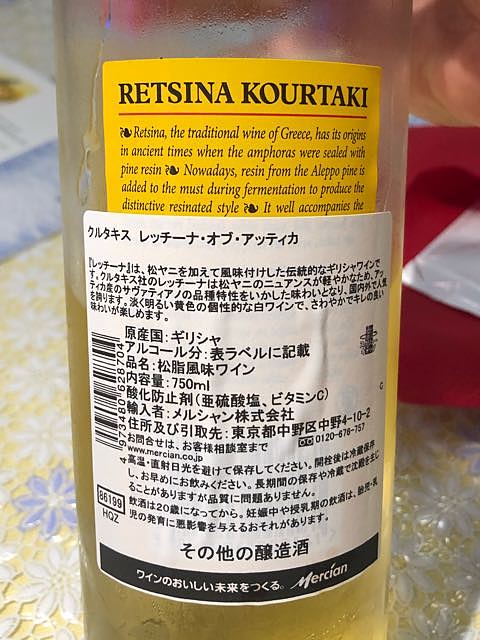 RETSINA KOURTAKI
❧Retsina, the traditional wine of Greece, has its origins
in ancient times when the amphoras were sealed with
pine resin ❧ Nowadays, resin from the Aleppo pine is
added to the must during fermentation to produce the
distinctive resinated style ❧ It well accompanies the
クルタキス レッチーナ・オブ・アッティカ
『レッチーナ』は、松ヤニを加えて風味付けした伝統的なギリシャワインで
す。クルタキス社のレッチーナは松ヤニのニュアンスが軽やかなため、アッ
ティカ産のサヴァティアノの品種特性をいかした味わいとなり、国内外で人気
を誇ります。淡く明るい黄色の個性的な白ワインで、さわやかでキレの良い
味わいが楽しめます。
原産国:ギリシャ
アルコール分:表ラベルに記載
品名:松脂風味ワイン
内容量:750ml
酸化防止剤(亜硫酸塩、ビタミンC)
輸入者:メルシャン株式会社
住所及び引取先:東京都中野区中野4-10-2
お問合せは、お客様相談室まで 0120-676-757
www.mercian.co.jp
高温・直射日光を避けて保存してください。開栓後は冷蔵保存
し、お早めにお飲みください。長期間の保存や冷蔵で沈殿を生じ
ることがありますが品質に問題ありません。
飲酒は20歳になってから。妊娠中や授乳期の飲酒は、胎児・乳
児の発育に悪影響を与えるおそれがあります。
4 973480 628704
86199
HQZ
その他の醸造酒
ワインのおいしい未来をつくる。 Mercian